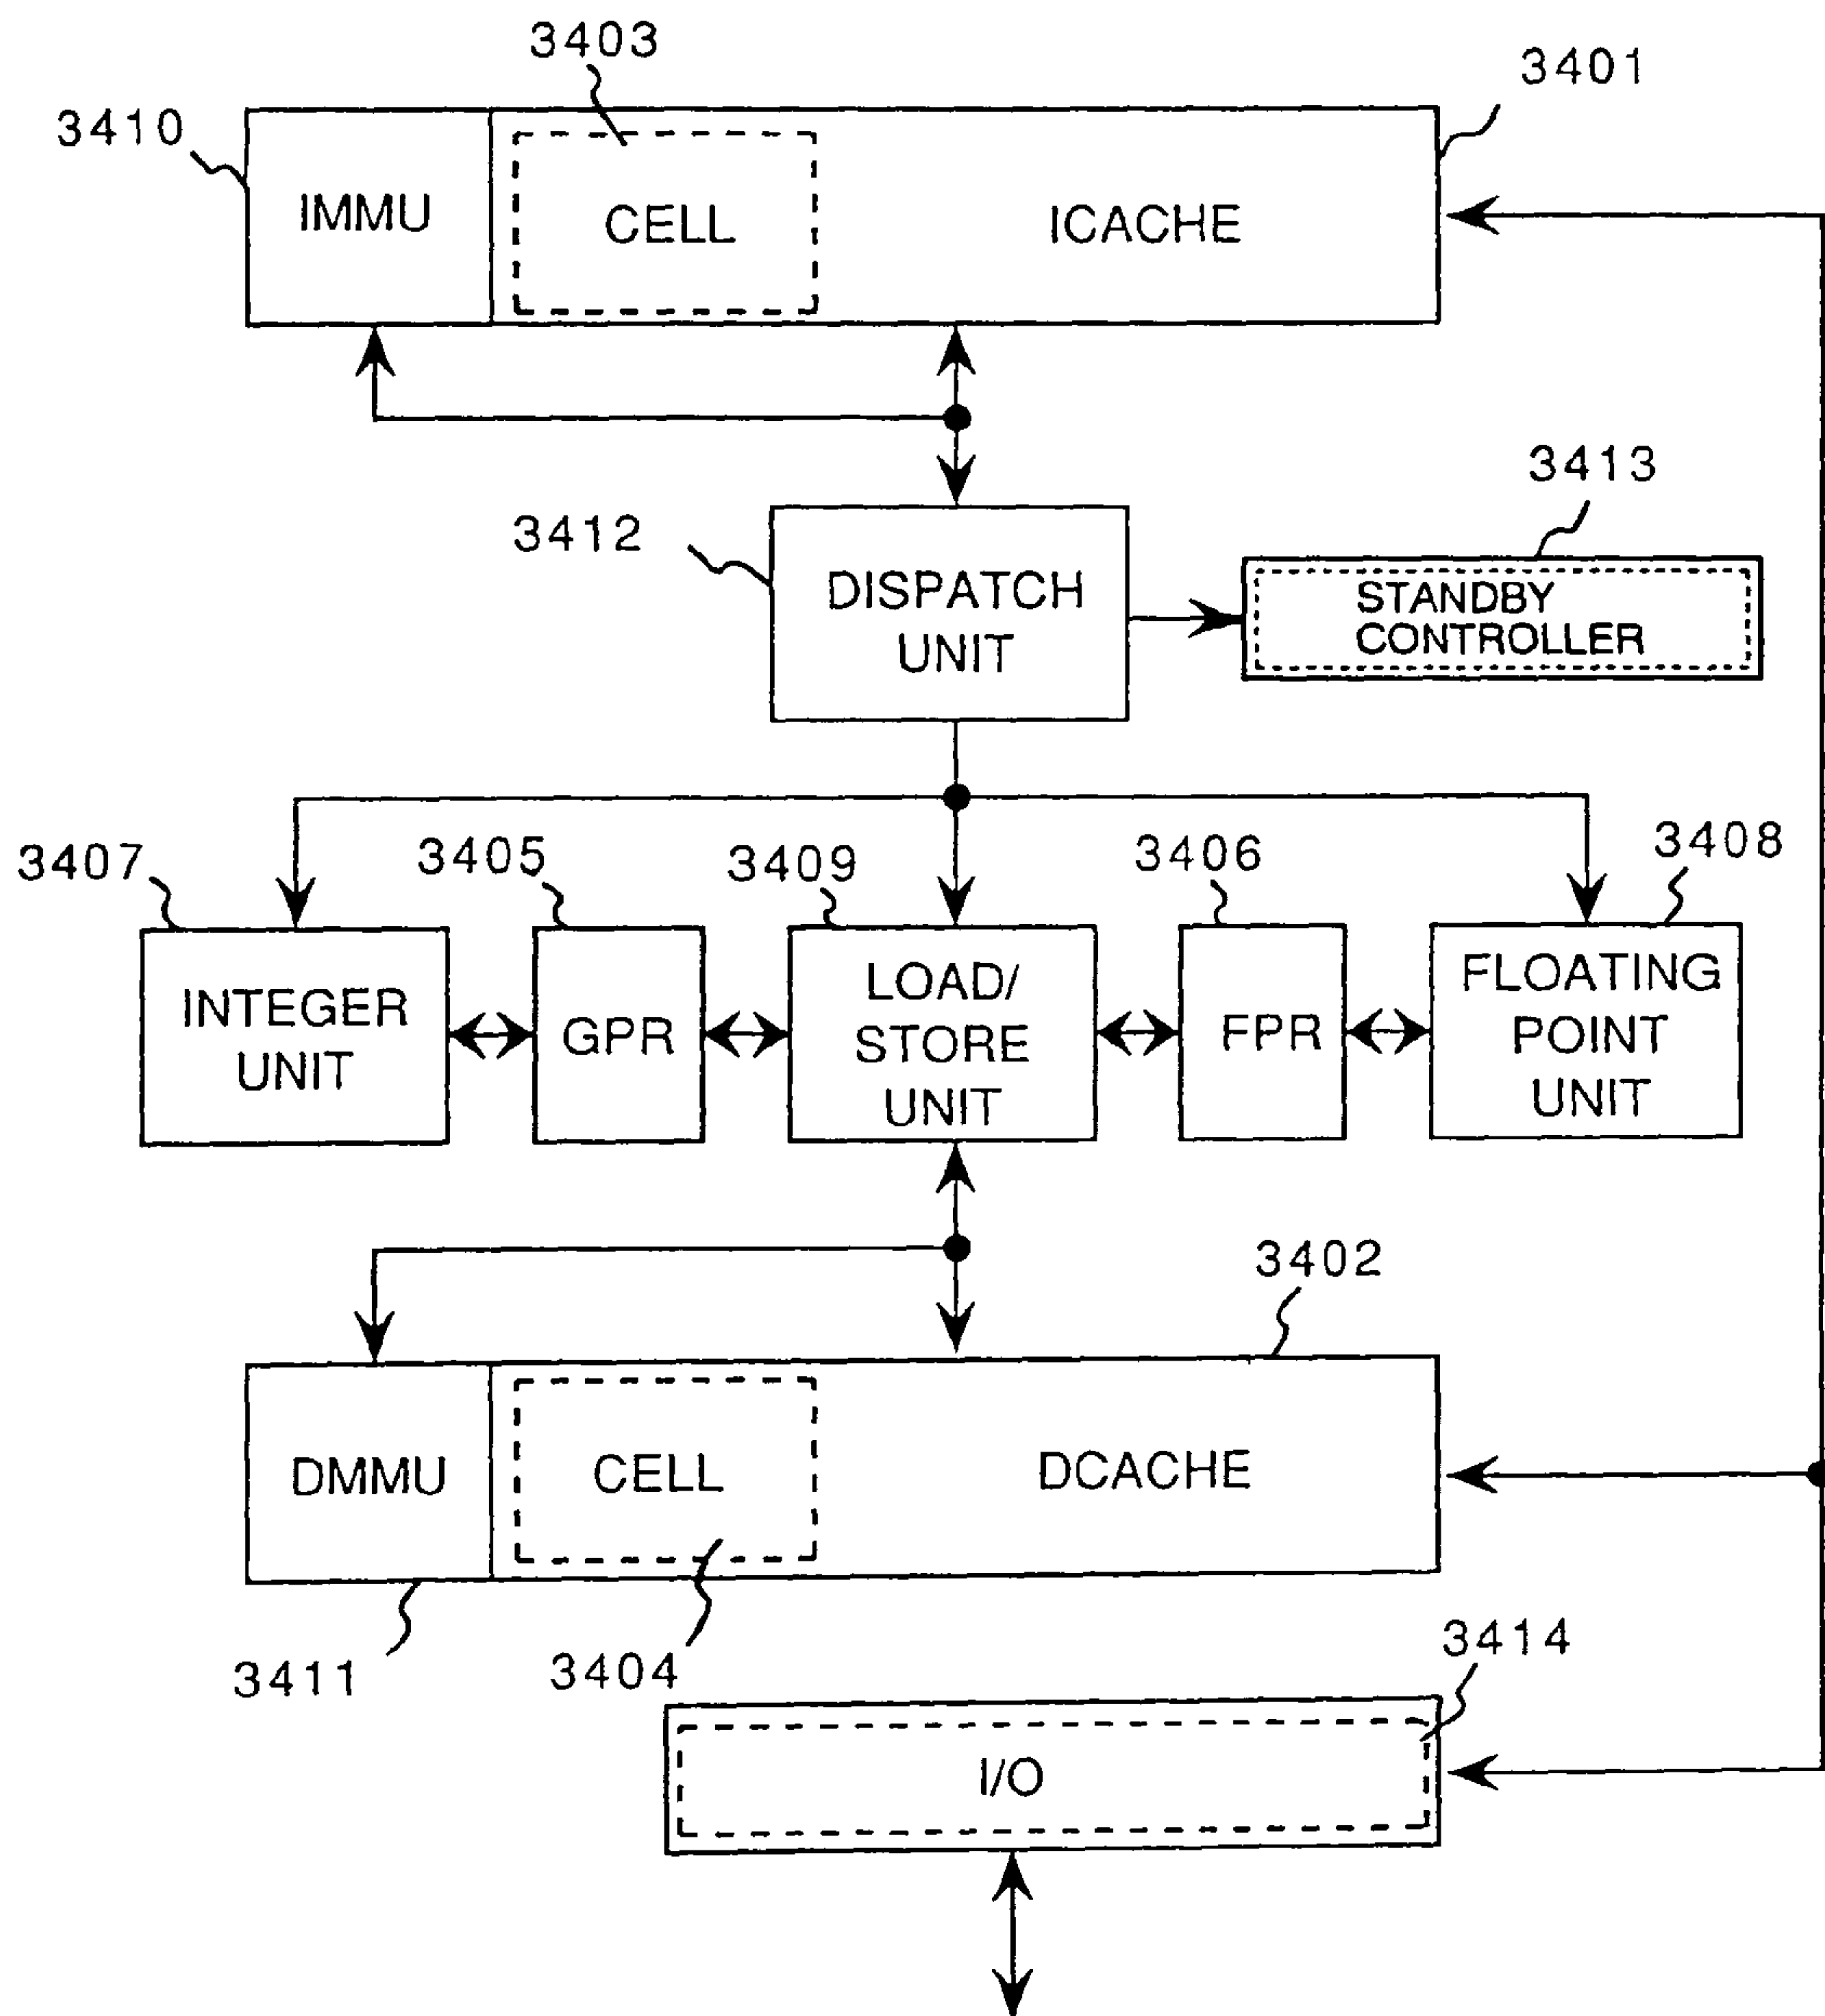 3403
3401
3410
IMMU
CELL
ICACHE
3413
3412
DISPATCH
UNIT
STANDBY
CONTROLLER
3407
3405
3409
3406
3408
INTEGER
UNIT
GPR
LOAD/
STORE
UNIT
FPR
FLOATING
POINT
UNIT
3402
DMMU
CELL
DCACHE
3411
3404
3414
I/O